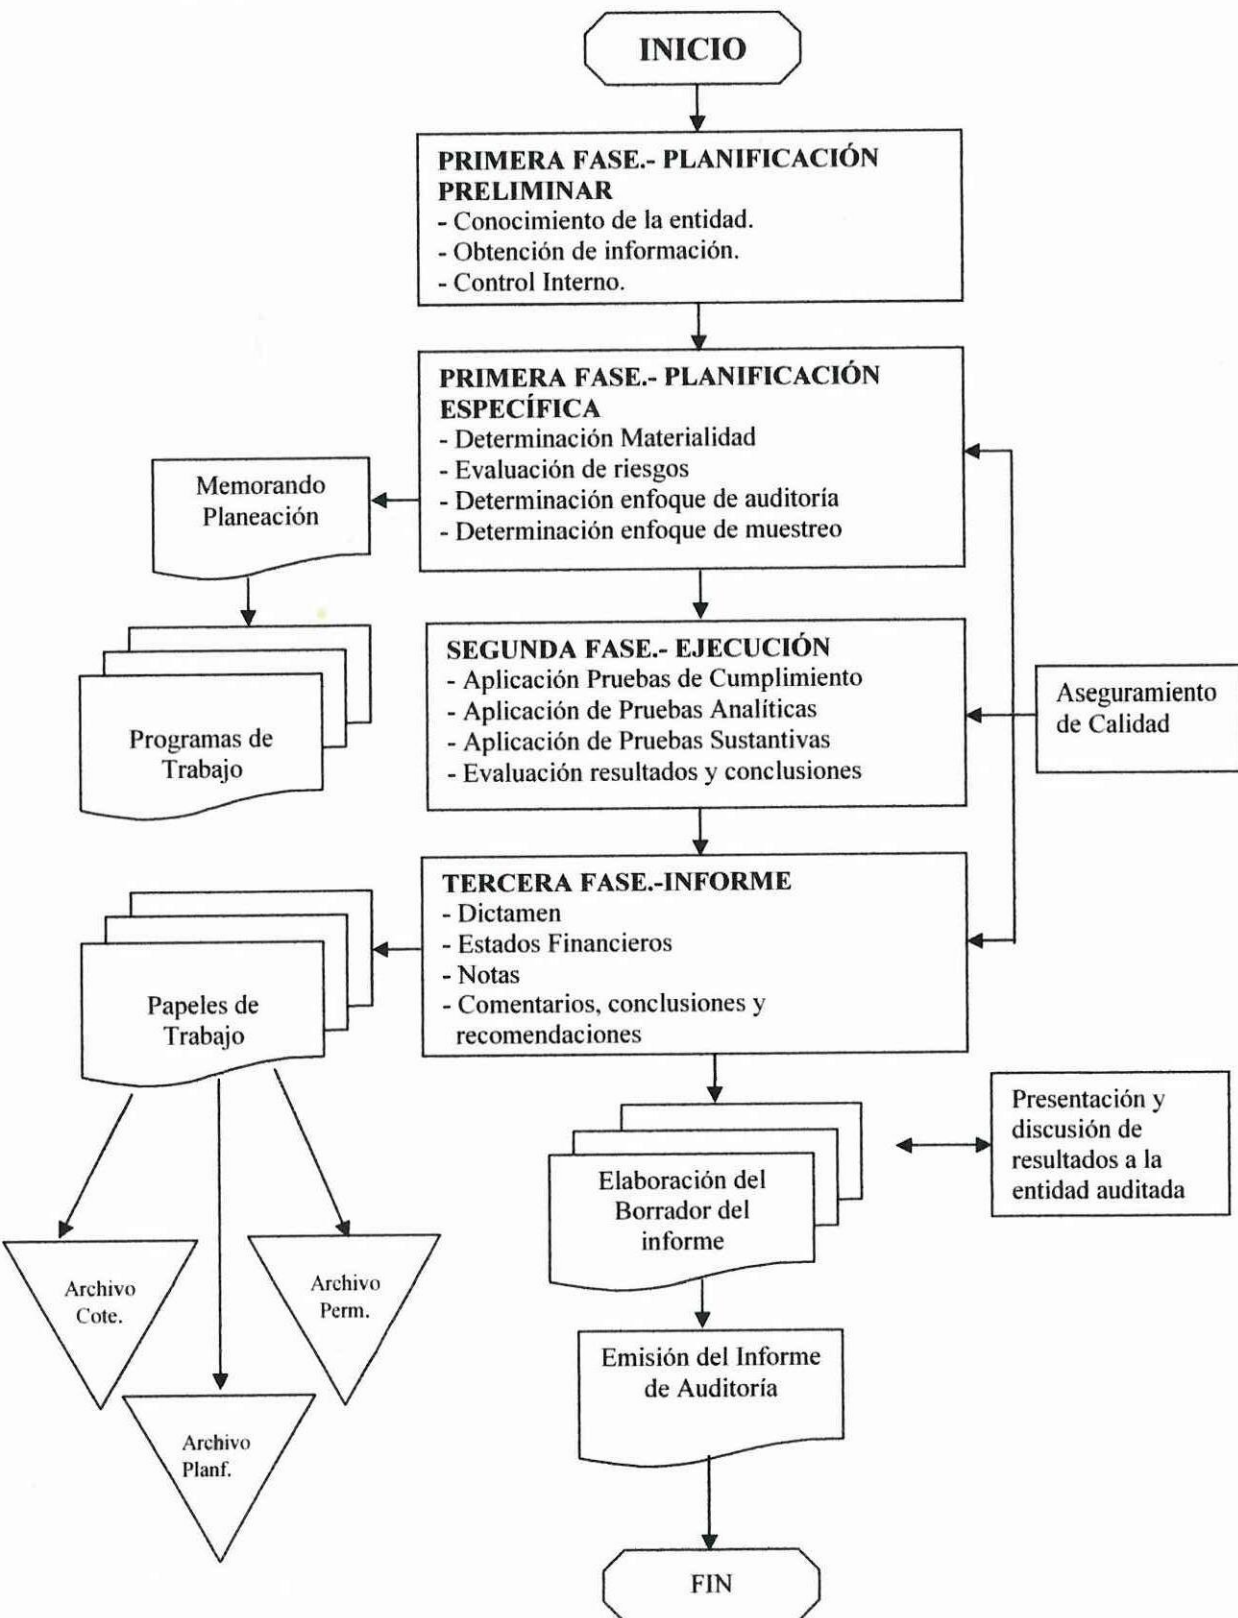 INICIO
PRIMERA FASE.- PLANIFICACIÓN
PRELIMINAR
- Conocimiento de la entidad.
- Obtención de información.
- Control Interno.
PRIMERA FASE.- PLANIFICACIÓN
ESPECÍFICA
- Determinación Materialidad
- Evaluación de riesgos
- Determinación enfoque de auditoría
- Determinación enfoque de muestreo
Memorando
Planeación
Programas de
Trabajo
SEGUNDA FASE.- EJECUCIÓN
- Aplicación Pruebas de Cumplimiento
- Aplicación de Pruebas Analíticas
- Aplicación de Pruebas Sustantivas
- Evaluación resultados y conclusiones
Aseguramiento
de Calidad
TERCERA FASE.-INFORME
- Dictamen
- Estados Financieros
- Notas
- Comentarios, conclusiones y
recomendaciones
Papeles de
Trabajo
Presentación y
discusión de
resultados a la
entidad auditada
Elaboración del
Borrador del
informe
Archivo
Cote.
Archivo
Perm.
Archivo
Planf.
Emisión del Informe
de Auditoría
FIN